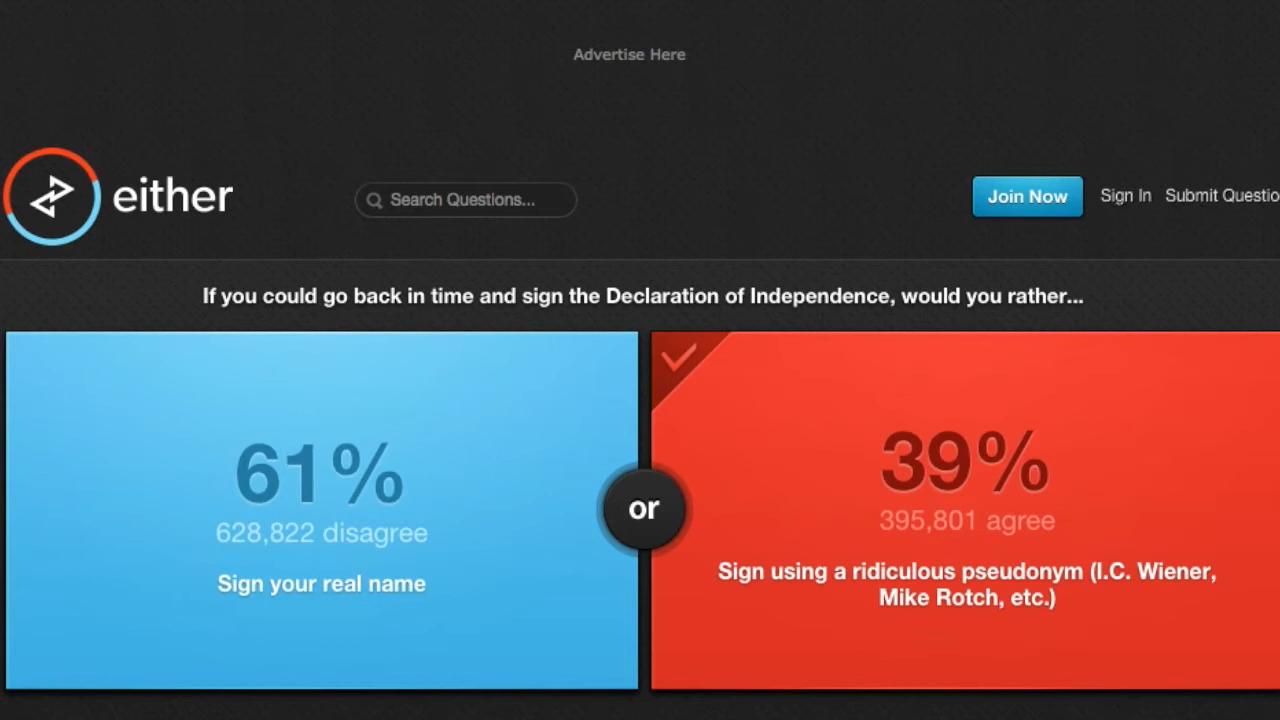 Advertise Here
either
Search Questions...
Join Now
Sign In
Submit Questio
If you could go back in time and sign the Declaration of Independence, would you rather...
61%
628,822 disagree
Sign your real name
or
39%
395,801 agree
Sign using a ridiculous pseudonym (I.C. Wiener,
Mike Rotch, etc.)